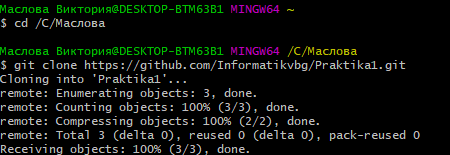 Маслова Виктория@DESKTOP-BTM63B1 MINGW64 ~
$ cd /C/Маслова
Маслова Виктория@DESKTOP-BTM63B1 MINGW64 /C/Маслова
$ git clone https://github.com/Informatikvbg/Praktika1.git
Cloning into 'Praktika1'...
remote: Enumerating objects: 3, done.
remote: Counting objects: 100% (3/3), done.
remote: Compressing objects: 100% (2/2), done.
remote: Total 3 (delta 0), reused 0 (delta 0), pack-reused 0
Receiving objects: 100% (3/3), done.